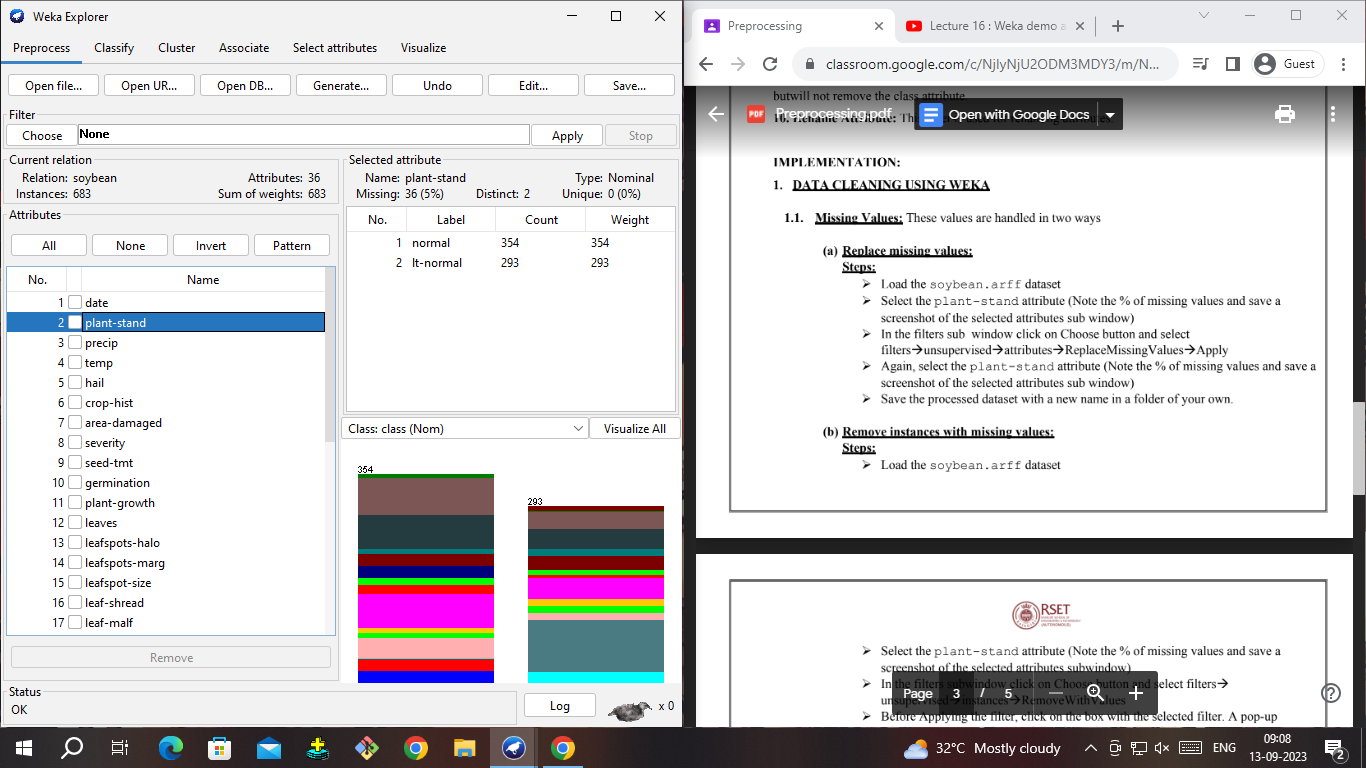 Weka Explorer
Preprocess Classify Cluster Associate Select attributes Visualize
Open file... Open UR... Open DB... Generate... Undo Edit... Save...
Filter
Choose None Apply Stop
Current relation
Relation: soybean Attributes: 36
Instances: 683 Sum of weights: 683
Attributes
All None Invert Pattern
No. Name
1 date
2 plant-stand
3 precip
4 temp
5 hail
6 crop-hist
7 area-damaged
8 severity
9 seed-tmt
10 germination
11 plant-growth
12 leaves
13 leafspots-halo
14 leafspots-marg
15 leafspot-size
16 leaf-shread
17 leaf-malf
Remove
Status
OK
Log x 0
Selected attribute
Name: plant-stand Type: Nominal
Missing: 36 (5%) Distinct: 2 Unique: 0 (0%)
No. Label Count Weight
1 normal 354 354
2 lt-normal 293 293
Class: class (Nom) Visualize All
354
293
Preprocessing Lecture 16 : Weka demo a
classroom.google.com/c/NjIyNjU2ODM3MDY3/m/N... Guest
butwill not remove the class attribute.
PDF Preprocessing.pdf Open with Google Docs
IMPLEMENTATION:
1. DATA CLEANING USING WEKA
1.1. Missing Values: These values are handled in two ways
(a) Replace missing values:
Steps:
➢ Load the soybean.arff dataset
➢ Select the plant-stand attribute (Note the % of missing values and save a
screenshot of the selected attributes sub window)
➢ In the filters sub window click on Choose button and select
filters→unsupervised→attributes→ReplaceMissingValues→Apply
➢ Again, select the plant-stand attribute (Note the % of missing values and save a
screenshot of the selected attributes sub window)
➢ Save the processed dataset with a new name in a folder of your own.
(b) Remove instances with missing values:
Steps:
➢ Load the soybean.arff dataset
RSET
➢ Select the plant-stand attribute (Note the % of missing values and save a
screenshot of the selected attributes subwindow)
➢ In the filters subwindow click on Choose button and select filters→
unsupervised→instances→RemoveWithValues
➢ Before Applying the filter, click on the box with the selected filter. A pop-up
Page 3 / 5
32°C Mostly cloudy ENG 09:08
13-09-2023 2